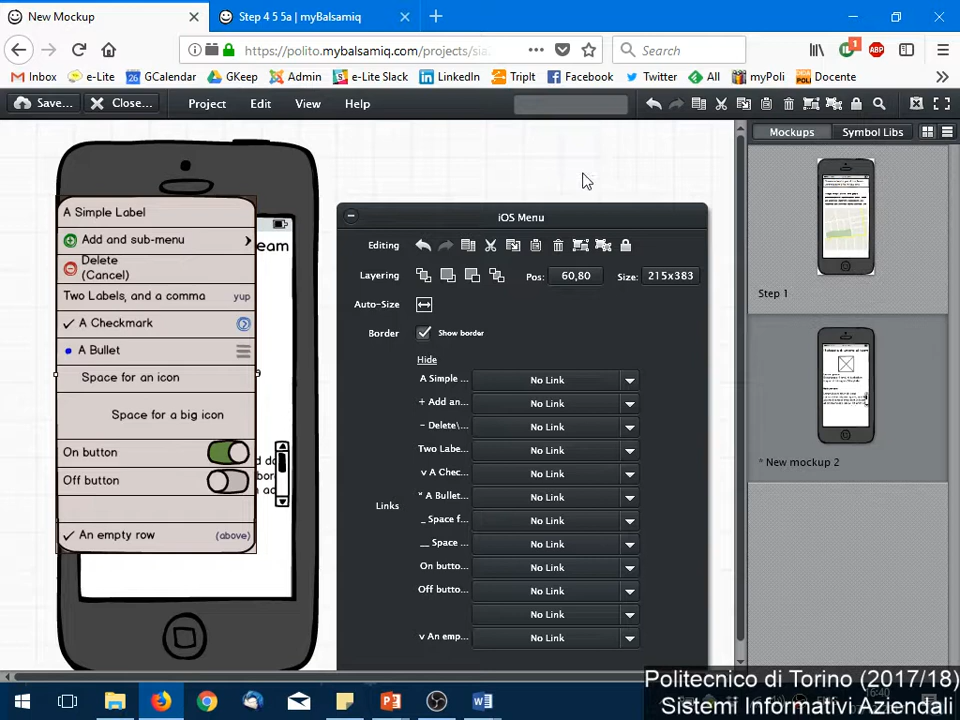 New Mockup
Step 4 5 5a | myBalsamiq
https://polito.mybalsamiq.com/projects/sia
Search
Inbox
e-Lite
GCalendar
GKeep
Admin
e-Lite Slack
LinkedIn
TripIt
Facebook
Twitter
All
myPoli
Docente
Save...
Close...
Project
Edit
View
Help
Mockups
Symbol Libs
A Simple Label
Add and sub-menu
Delete
(Cancel)
Two Labels, and a comma
yup
A Checkmark
A Bullet
Space for an icon
Space for a big icon
On button
Off button
An empty row
(above)
eam
iOS Menu
Editing
Layering
Pos:
60,80
Size:
215x383
Auto-Size
Border
Show border
Hide
Links
A Simple ...
No Link
+ Add an...
No Link
- Delete\...
No Link
Two Labe...
No Link
v A Chec...
No Link
* A Bullet...
No Link
_ Space f...
No Link
__ Space ...
No Link
On butto...
No Link
Off butto...
No Link
No Link
v An emp...
No Link
Step 1
* New mockup 2
Politecnico di Torino (2017/18)
Sistemi Informativi Aziendali
16:40